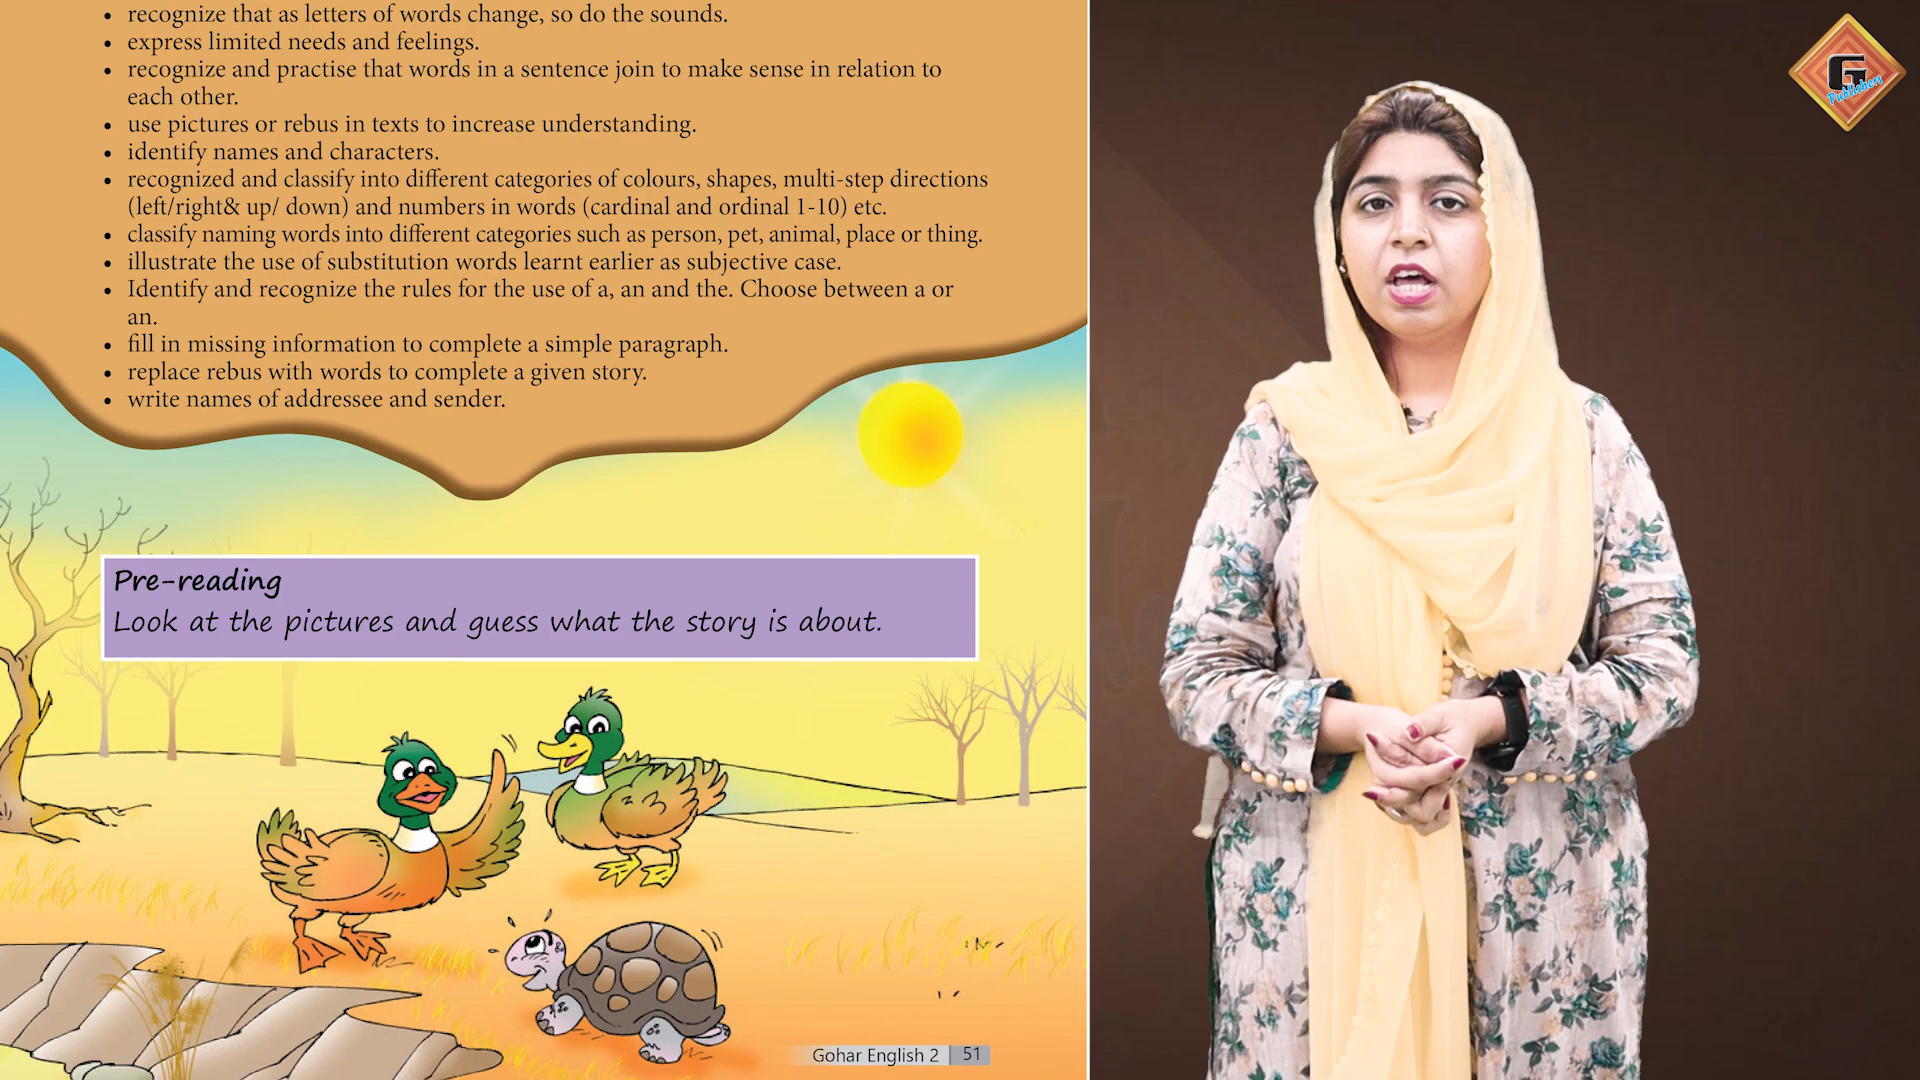 • recognize that as letters of words change, so do the sounds.
• express limited needs and feelings.
• recognize and practise that words in a sentence join to make sense in relation to
each other.
• use pictures or rebus in texts to increase understanding.
• identify names and characters.
• recognized and classify into different categories of colours, shapes, multi-step directions
(left/right& up/ down) and numbers in words (cardinal and ordinal 1-10) etc.
• classify naming words into different categories such as person, pet, animal, place or thing.
• illustrate the use of substitution words learnt earlier as subjective case.
• Identify and recognize the rules for the use of a, an and the. Choose between a or
an.
• fill in missing information to complete a simple paragraph.
• replace rebus with words to complete a given story.
• write names of addressee and sender.
Pre-reading
Look at the pictures and guess what the story is about.
Gohar English 2 51
G
Publishers